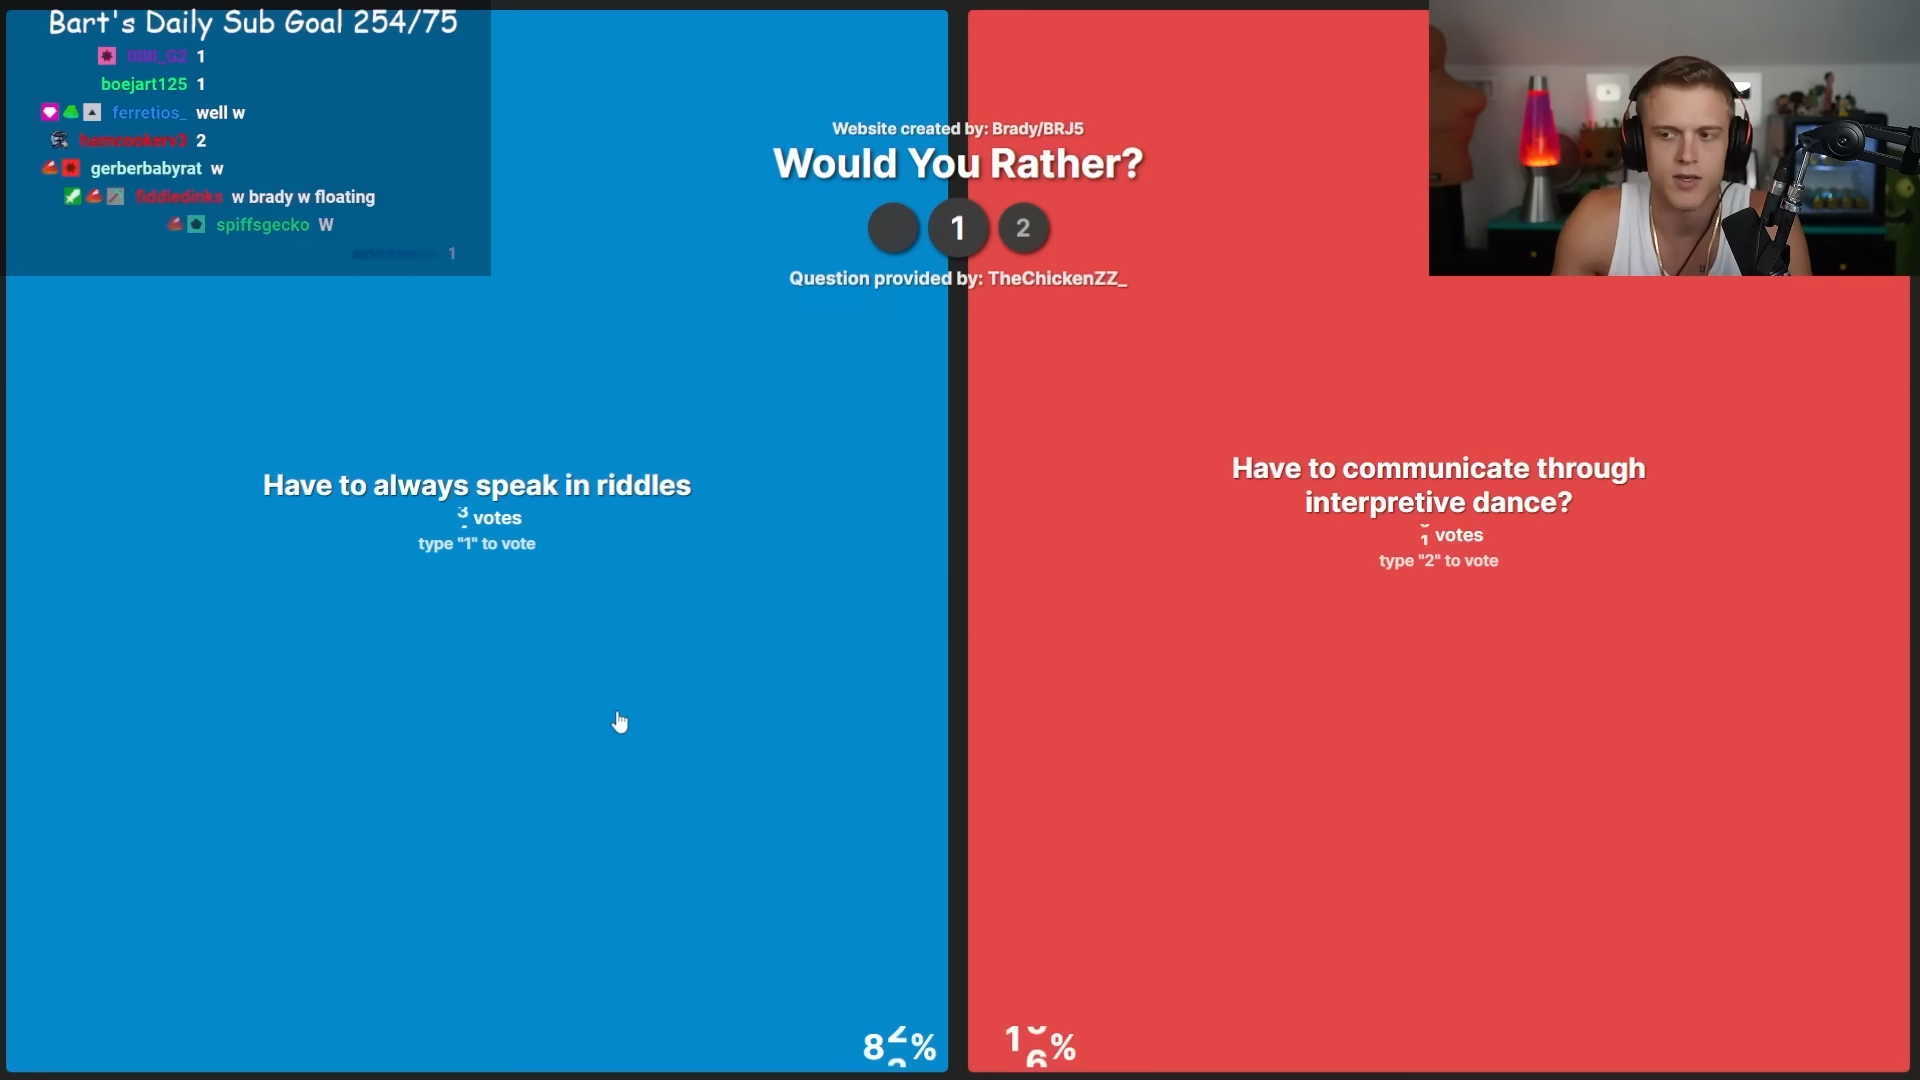 Bart's Daily Sub Goal 254/75
1
boejart125 1
ferretios_ well w
hamcookerv3 2
gerberbabyrat w
fiddledinks w brady w floating
spiffsgecko W
1
Website created by: Brady/BRJ5
Would You Rather?
1 2
Question provided by: TheChickenZZ_
Have to always speak in riddles
votes
type "1" to vote
Have to communicate through
interpretive dance?
votes
type "2" to vote